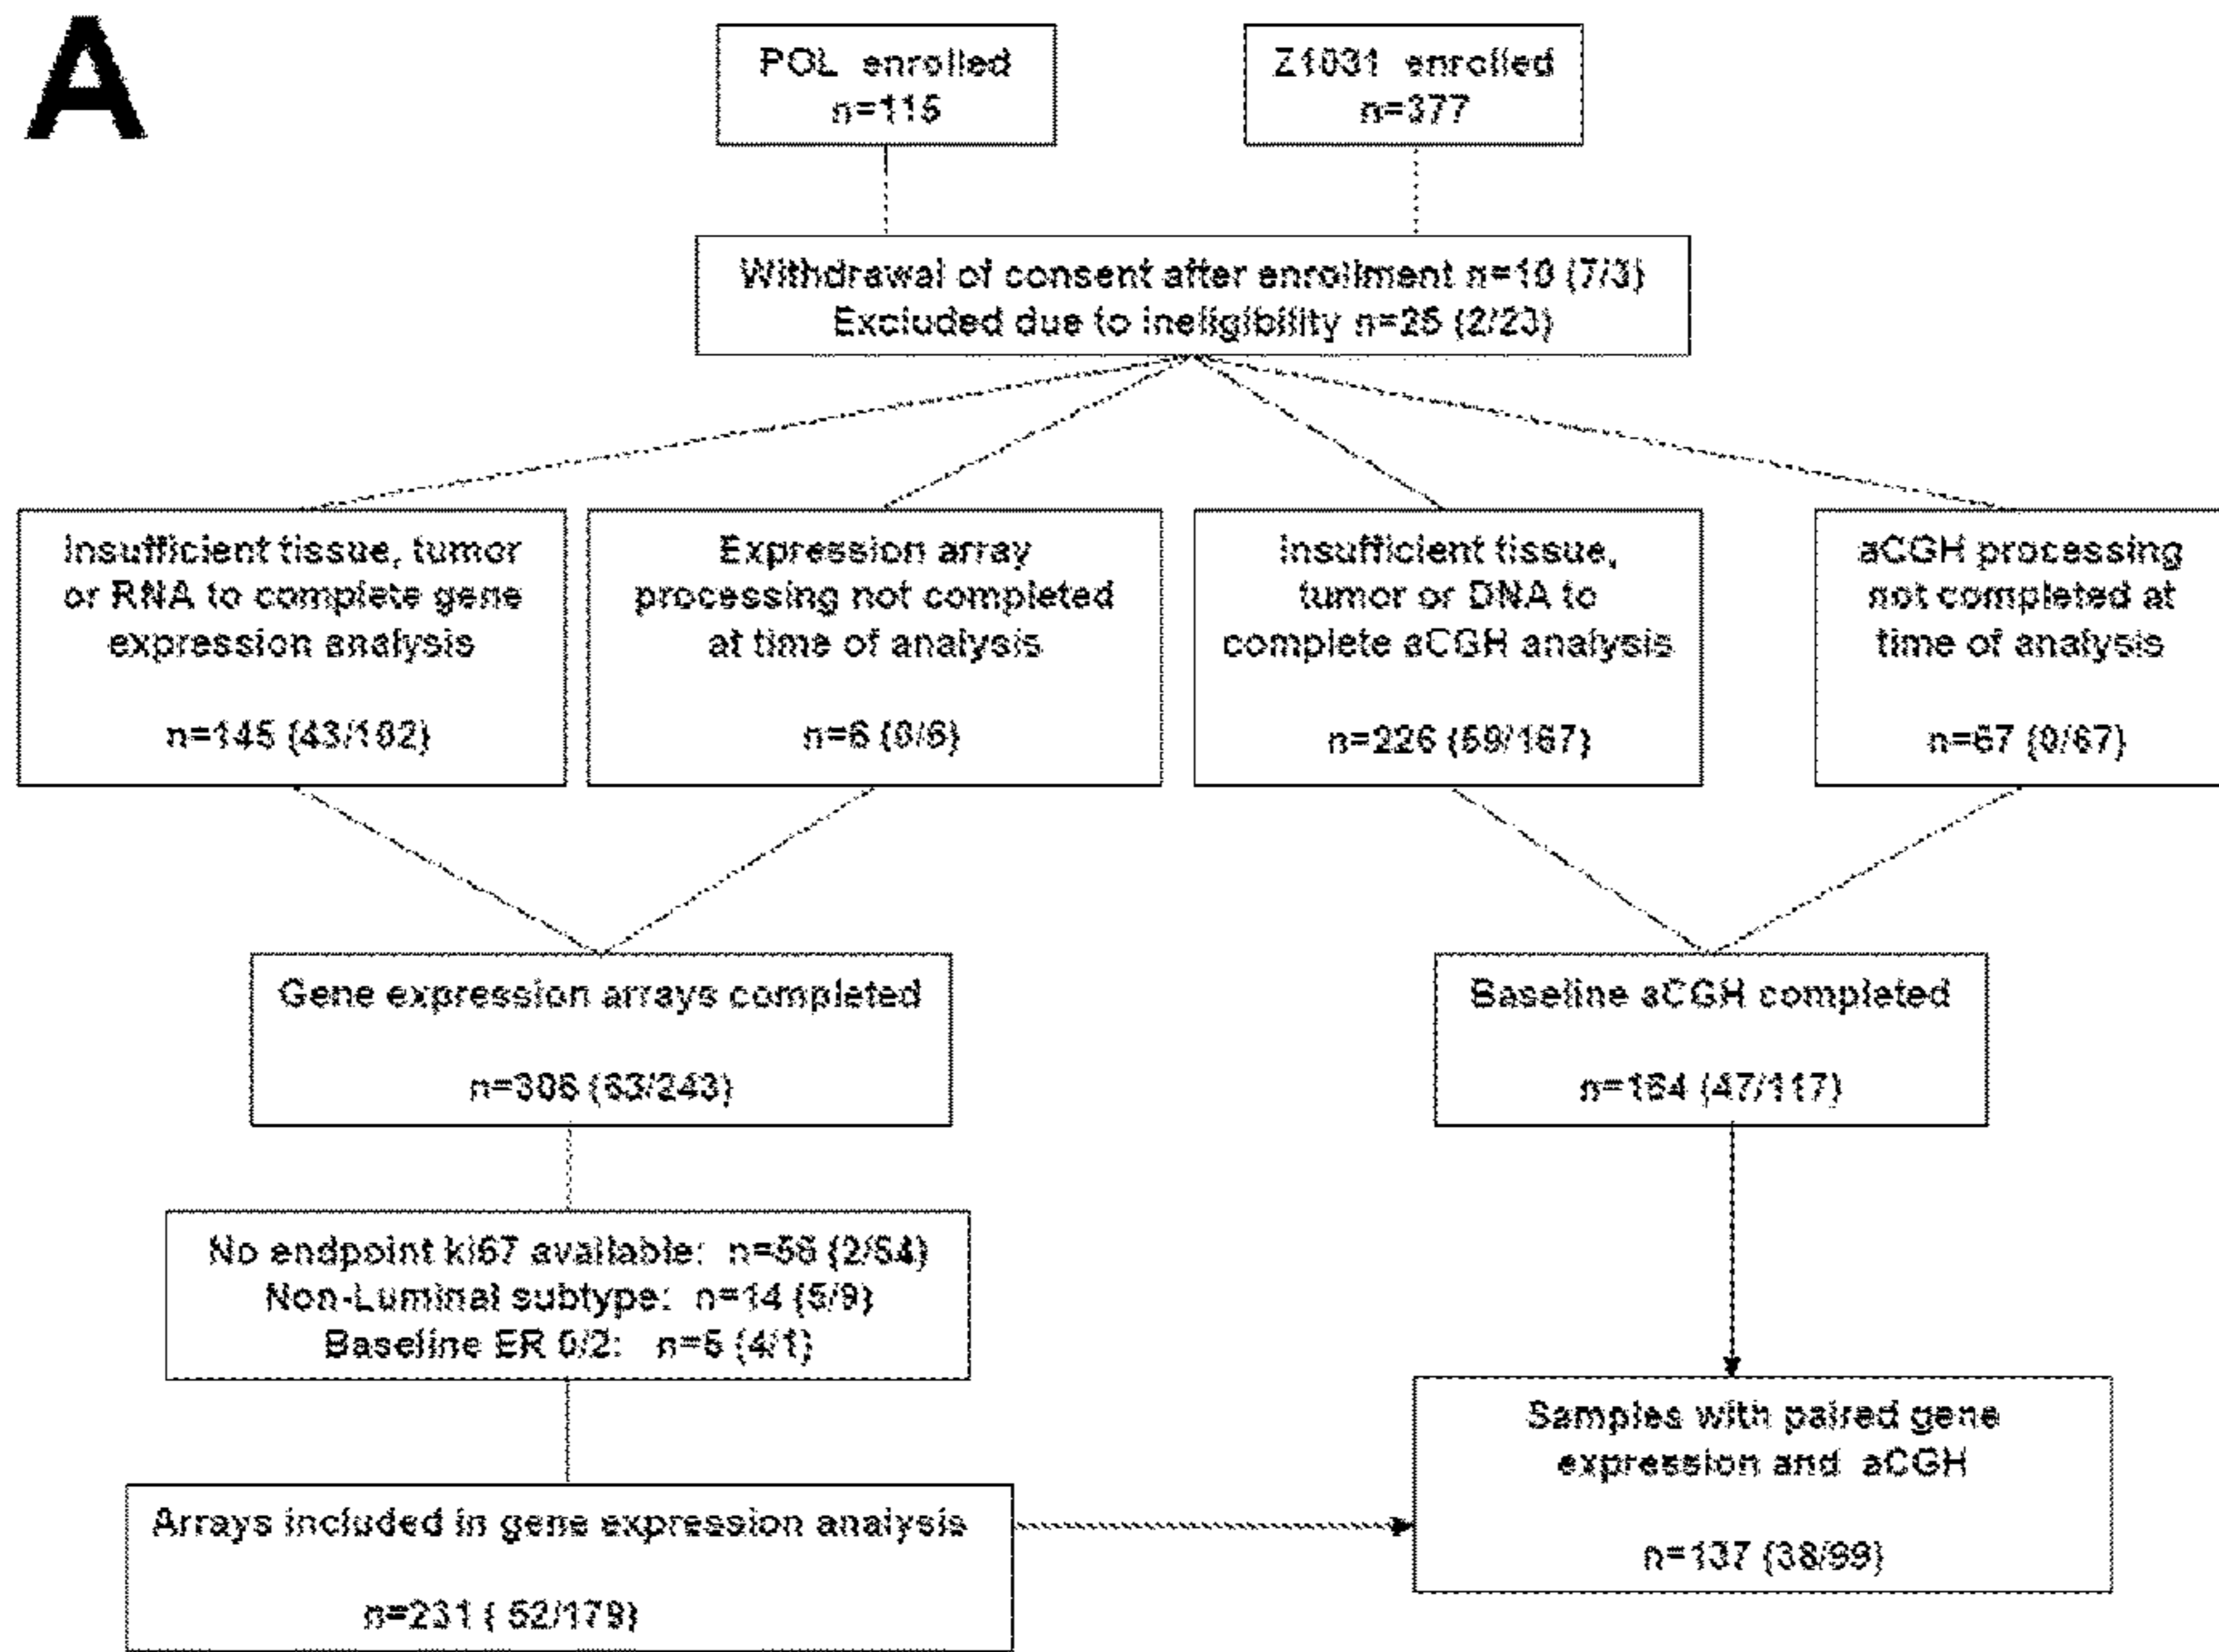 A
POL enrolled
n=115
Z1031 enrolled
n=377
Withdrawal of consent after enrollment n=10 (7/3)
Excluded due to ineligibility n=25 (2/23)
Insufficient tissue, tumor
or RNA to complete gene
expression analysis
n=145 (43/102)
Expression array
processing not completed
at time of analysis
n=6 (0/6)
Insufficient tissue,
tumor or DNA to
complete aCGH analysis
n=226 (59/167)
aCGH processing
not completed at
time of analysis
n=67 (0/67)
Gene expression arrays completed
n=306 (63/243)
Baseline aCGH completed
n=164 (47/117)
No endpoint ki67 available: n=56 (2/54)
Non-Luminal subtype: n=14 (5/9)
Baseline ER 0/2: n=5 (4/1)
Samples with paired gene
expression and aCGH
n=137 (38/99)
Arrays included in gene expression analysis
n=231 ( 52/179)